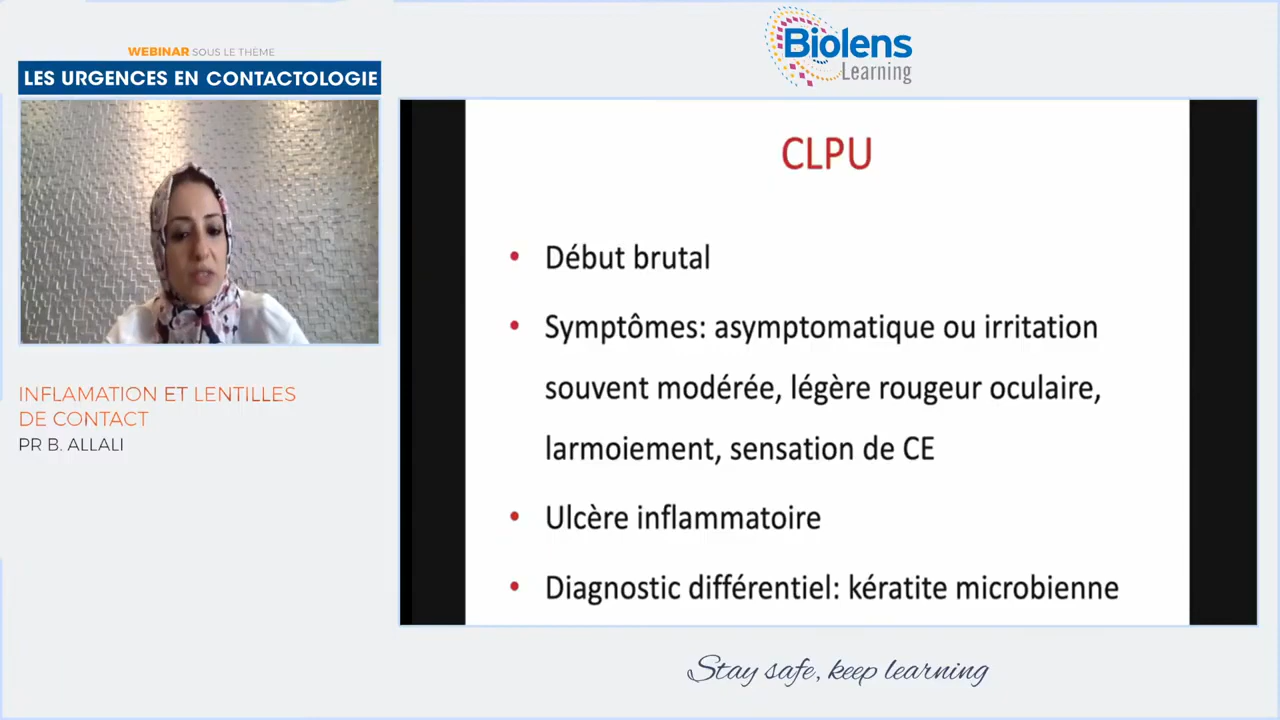 WEBINAR SOUS LE THÈME
LES URGENCES EN CONTACTOLOGIE
INFLAMATION ET LENTILLES
DE CONTACT
PR B. ALLALI
Biolens
Learning
CLPU
• Début brutal
• Symptômes: asymptomatique ou irritation
souvent modérée, légère rougeur oculaire,
larmoiement, sensation de CE
• Ulcère inflammatoire
• Diagnostic différentiel: kératite microbienne
Stay safe, keep learning